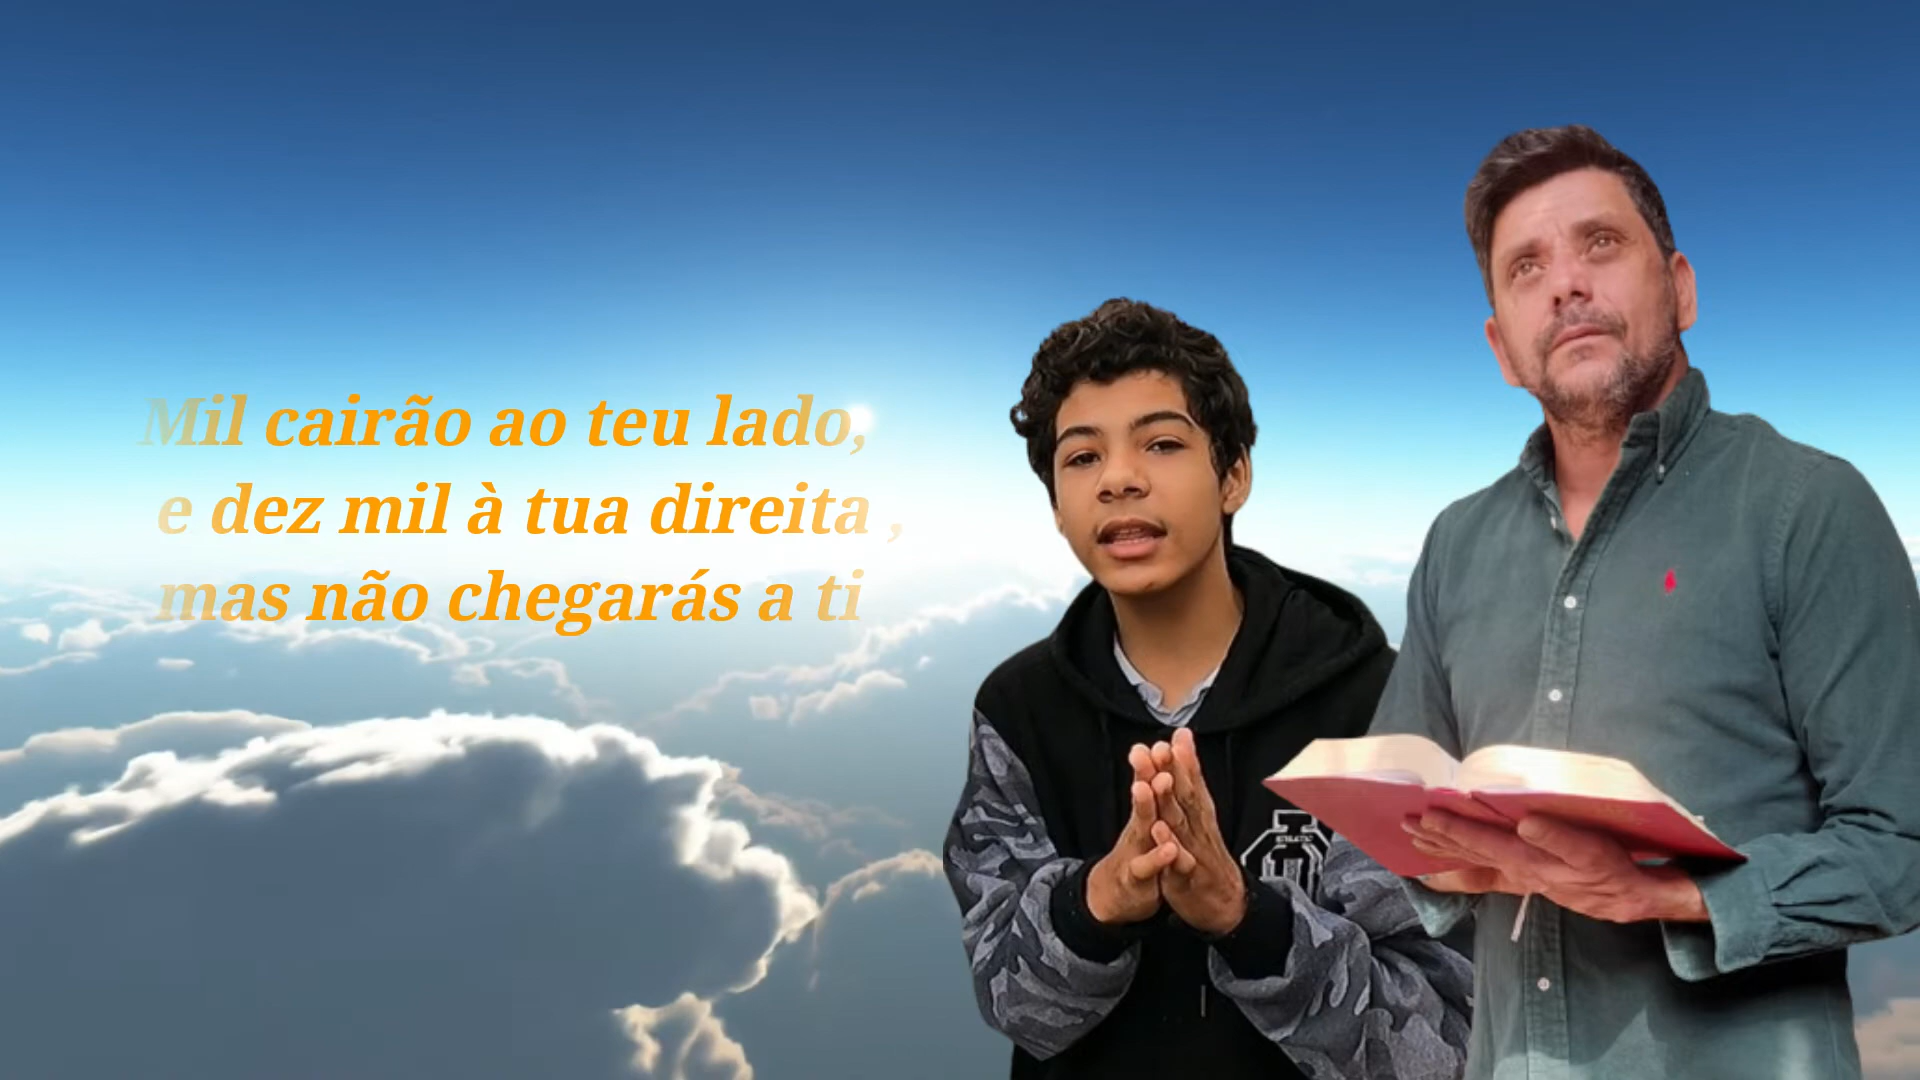 Mil cairão ao teu lado,
e dez mil à tua direita ,
mas não chegarás a ti